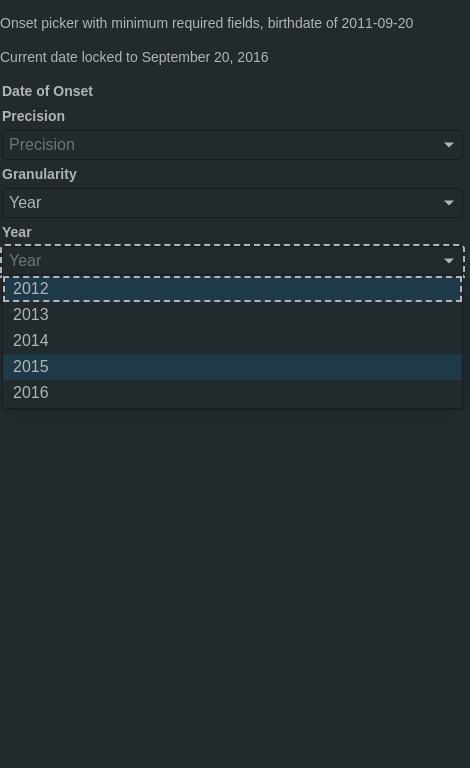 Onset picker with minimum required fields, birthdate of 2011-09-20
Current date locked to September 20, 2016
Date of Onset
Precision
Precision
Granularity
Year
Year
Year
2012
2013
2014
2015
2016